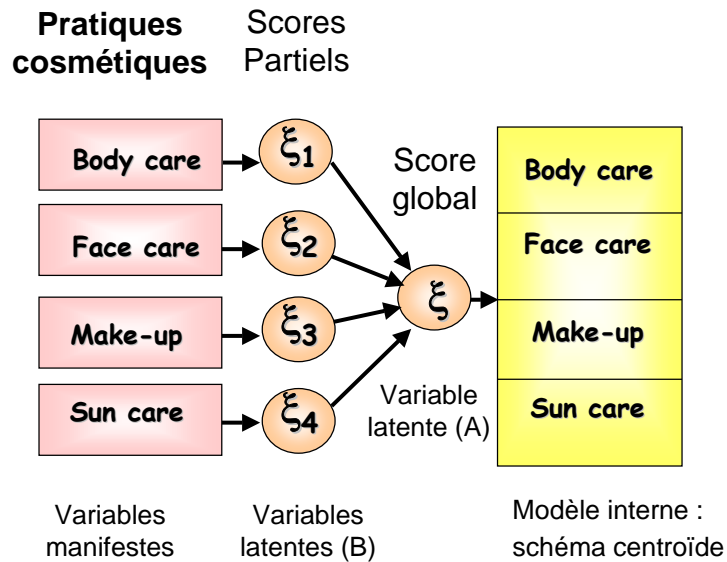 Pratiques
cosmétiques
Scores
Partiels
Body care
ξ1
Face care
ξ2
Make-up
ξ3
Sun care
ξ4
Score
global
ξ
Variable
latente (A)
Body care
Face care
Make-up
Sun care
Variables
manifestes
Variables
latentes (B)
Modèle interne :
schéma centroïde